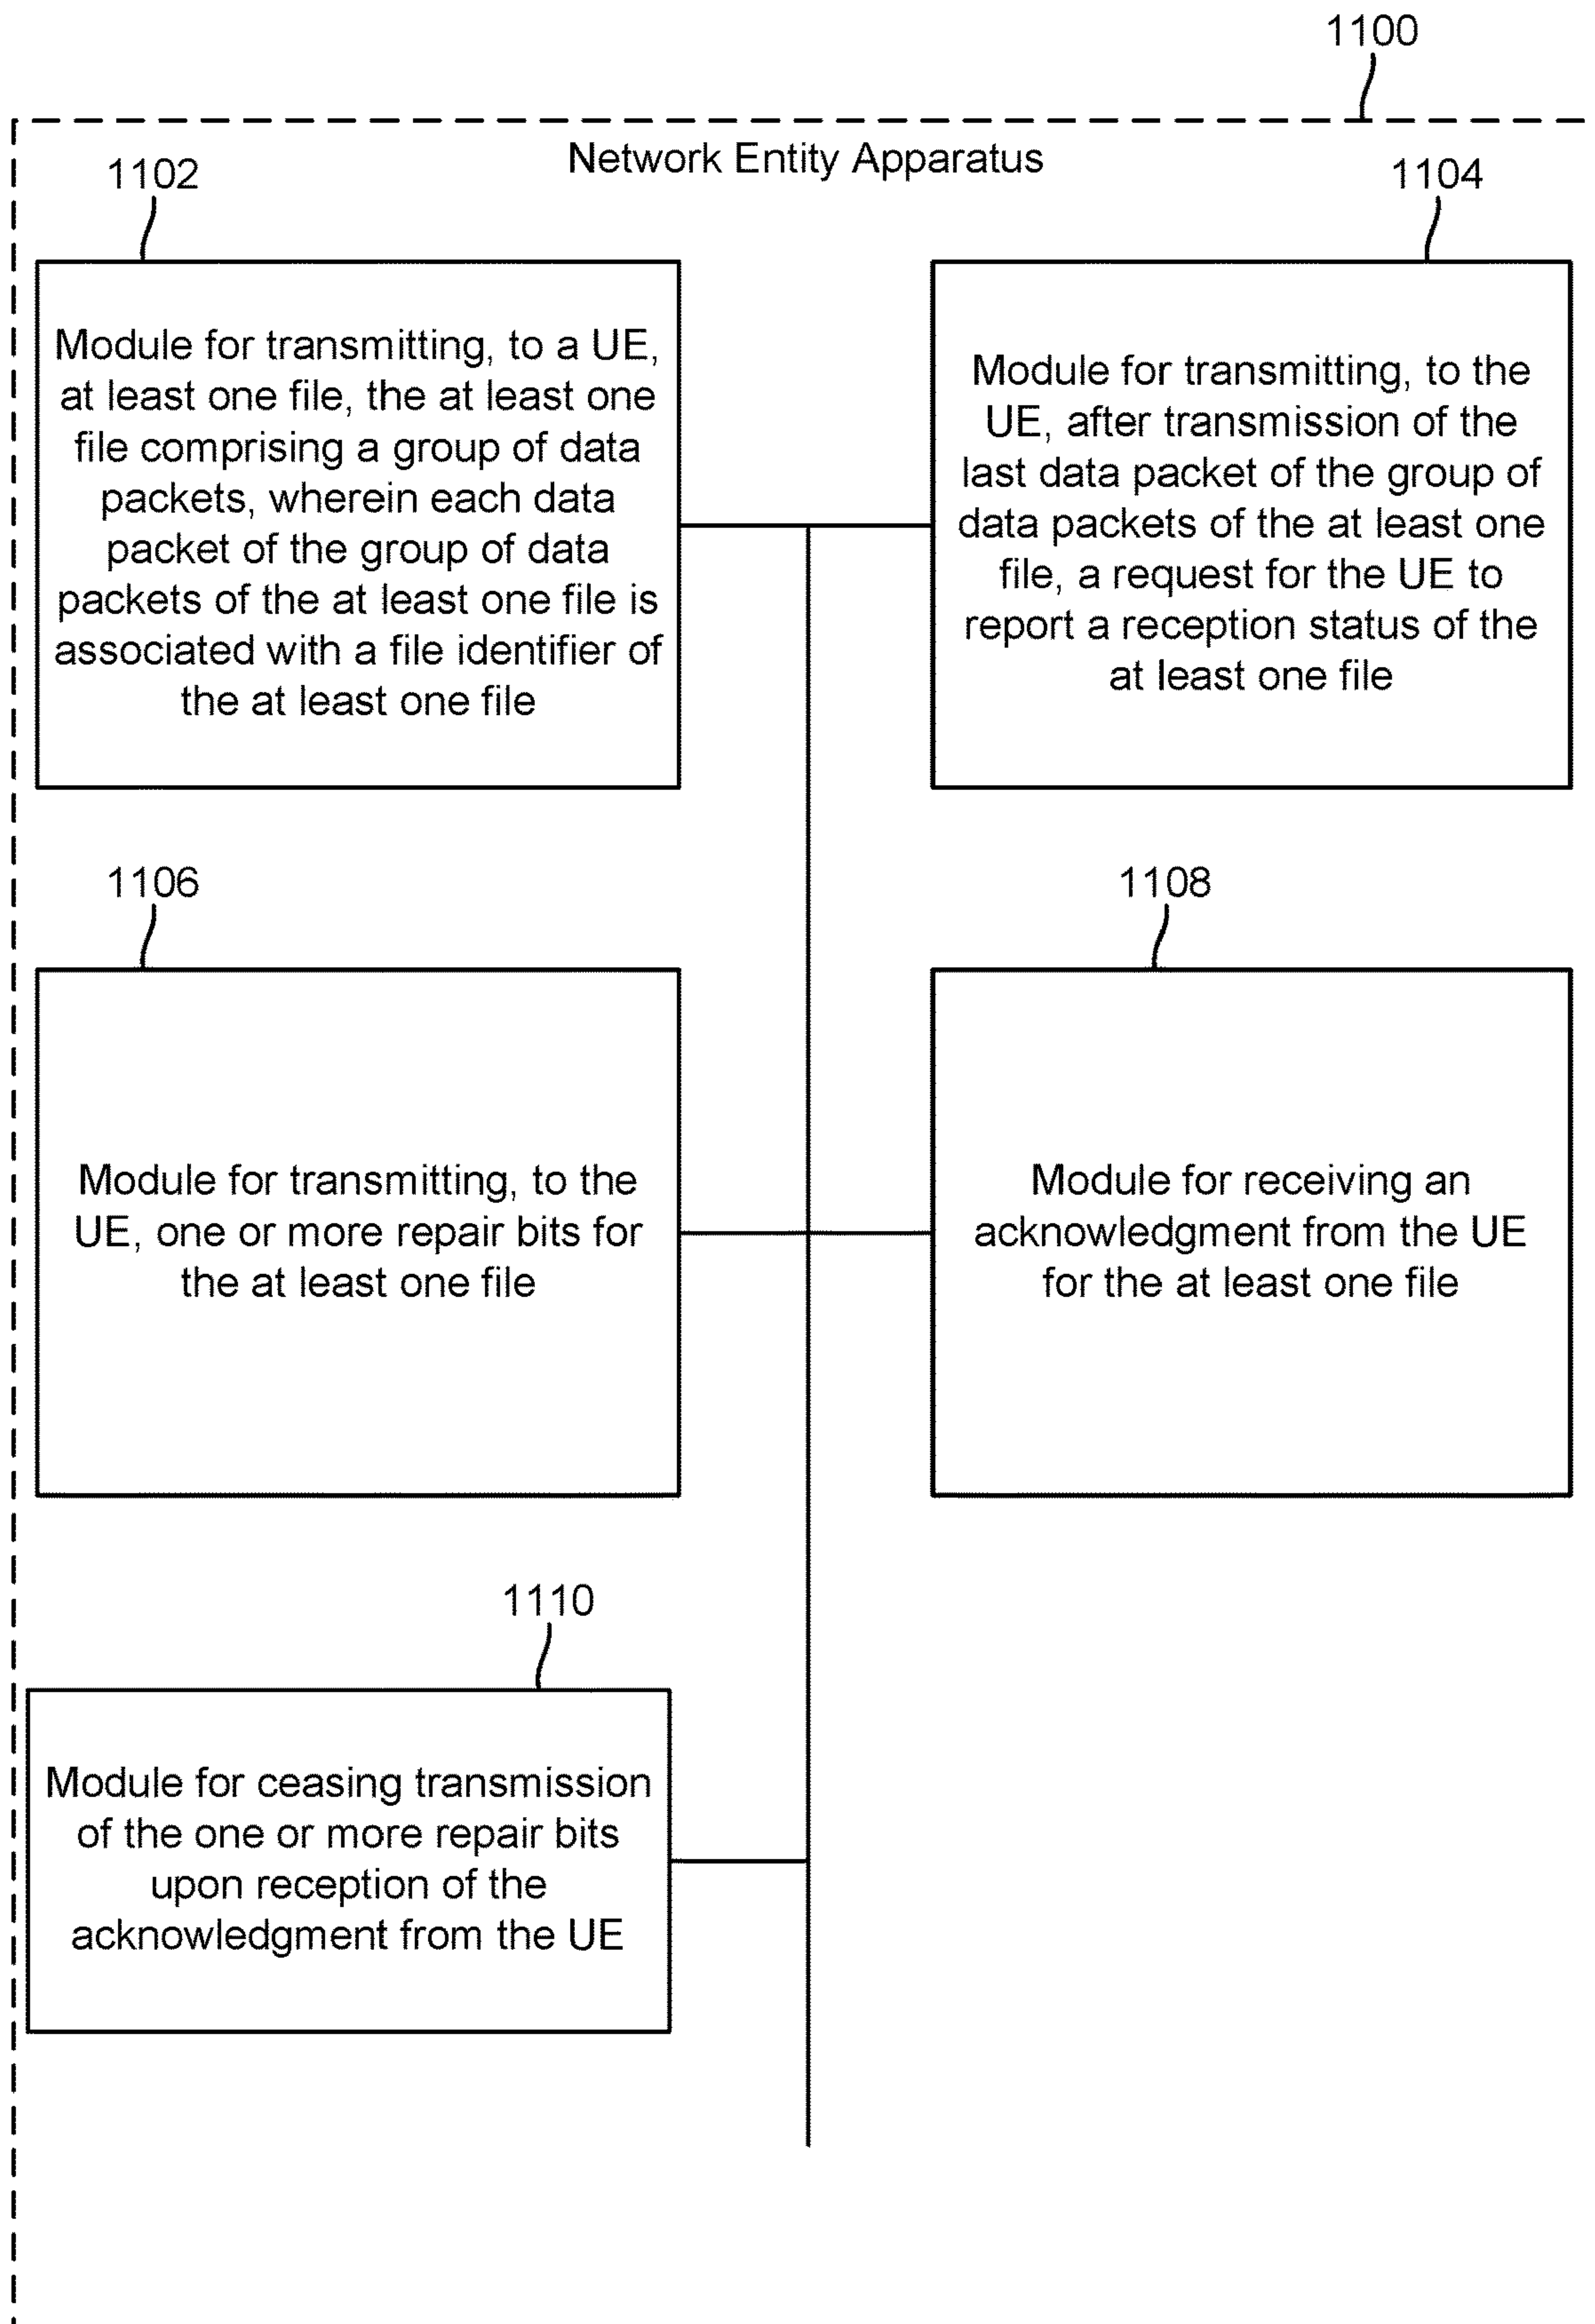 1100
Network Entity Apparatus
1102
1104
Module for transmitting, to a UE,
at least one file, the at least one
file comprising a group of data
packets, wherein each data
packet of the group of data
packets of the at least one file is
associated with a file identifier of
the at least one file
Module for transmitting, to the
UE, after transmission of the
last data packet of the group of
data packets of the at least one
file, a request for the UE to
report a reception status of the
at least one file
1106
1108
Module for transmitting, to the
UE, one or more repair bits for
the at least one file
Module for receiving an
acknowledgment from the UE
for the at least one file
1110
Module for ceasing transmission
of the one or more repair bits
upon reception of the
acknowledgment from the UE